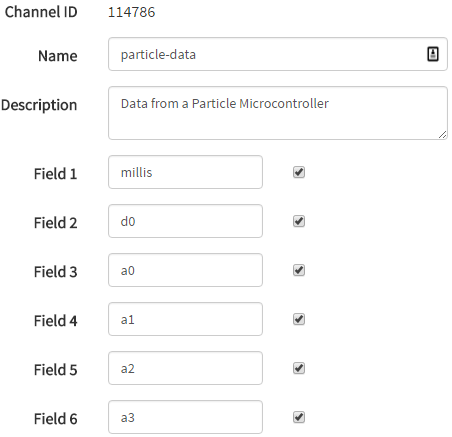 Channel ID 114786
Name particle-data
Description Data from a Particle Microcontroller
Field 1 millis
Field 2 d0
Field 3 a0
Field 4 a1
Field 5 a2
Field 6 a3